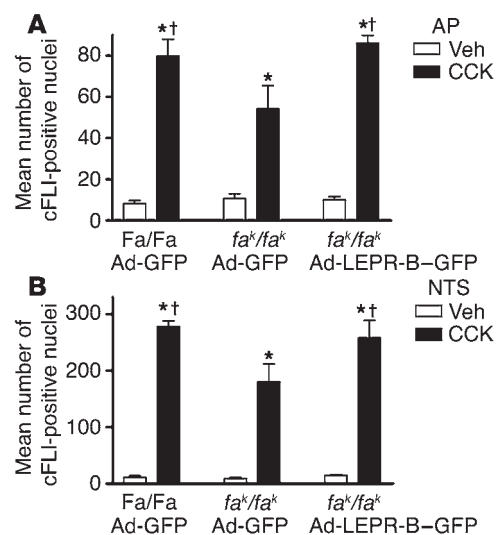 A
AP
Veh
CCK
Mean number of
cFLI-positive nuclei
80
60
40
20
0
*†
*
*†
Fa/Fa
Ad-GFP
faᵏ/faᵏ
Ad-GFP
faᵏ/faᵏ
Ad-LEPR-B–GFP
B
NTS
Veh
CCK
Mean number of
cFLI-positive nuclei
300
200
100
0
*†
*
*†
Fa/Fa
Ad-GFP
faᵏ/faᵏ
Ad-GFP
faᵏ/faᵏ
Ad-LEPR-B–GFP